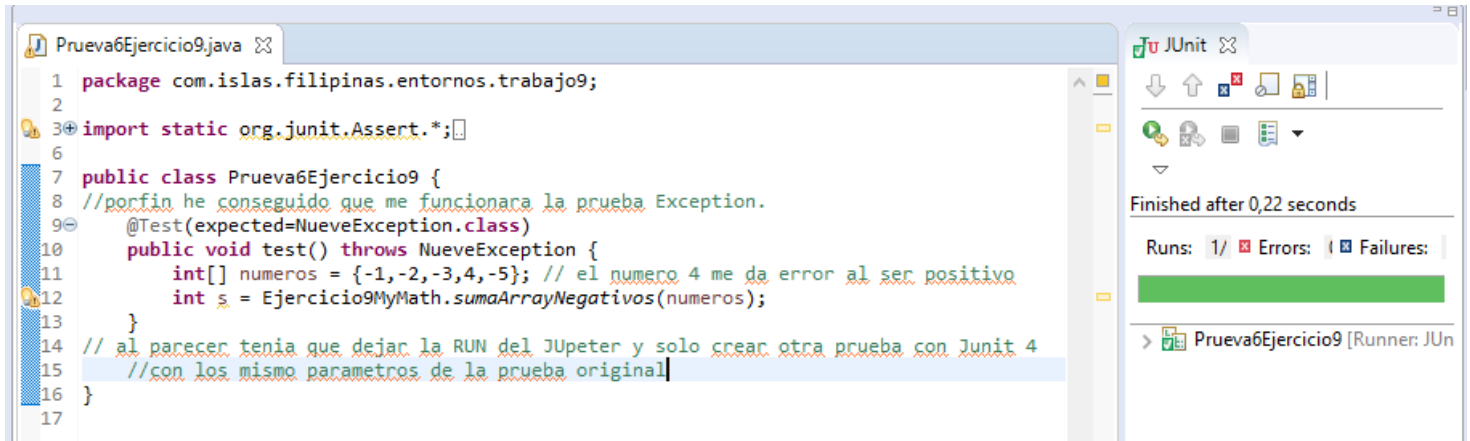 Prueva6Ejercicio9.java
1 package com.islas.filipinas.entornos.trabajo9;
2
3 import static org.junit.Assert.*;
6
7 public class Prueva6Ejercicio9 {
8 //porfin he conseguido que me funcionara la prueba Exception.
9 @Test(expected=NueveException.class)
10 public void test() throws NueveException {
11 int[] numeros = {-1,-2,-3,4,-5}; // el numero 4 me da error al ser positivo
12 int s = Ejercicio9MyMath.sumaArrayNegativos(numeros);
13 }
14 // al parecer tenia que dejar la RUN del JUpeter y solo crear otra prueba con Junit 4
15 //con los mismo parametros de la prueba original
16 }
17
JUnit
Finished after 0,22 seconds
Runs: 1/ Errors: Failures:
Prueva6Ejercicio9 [Runner: JUn